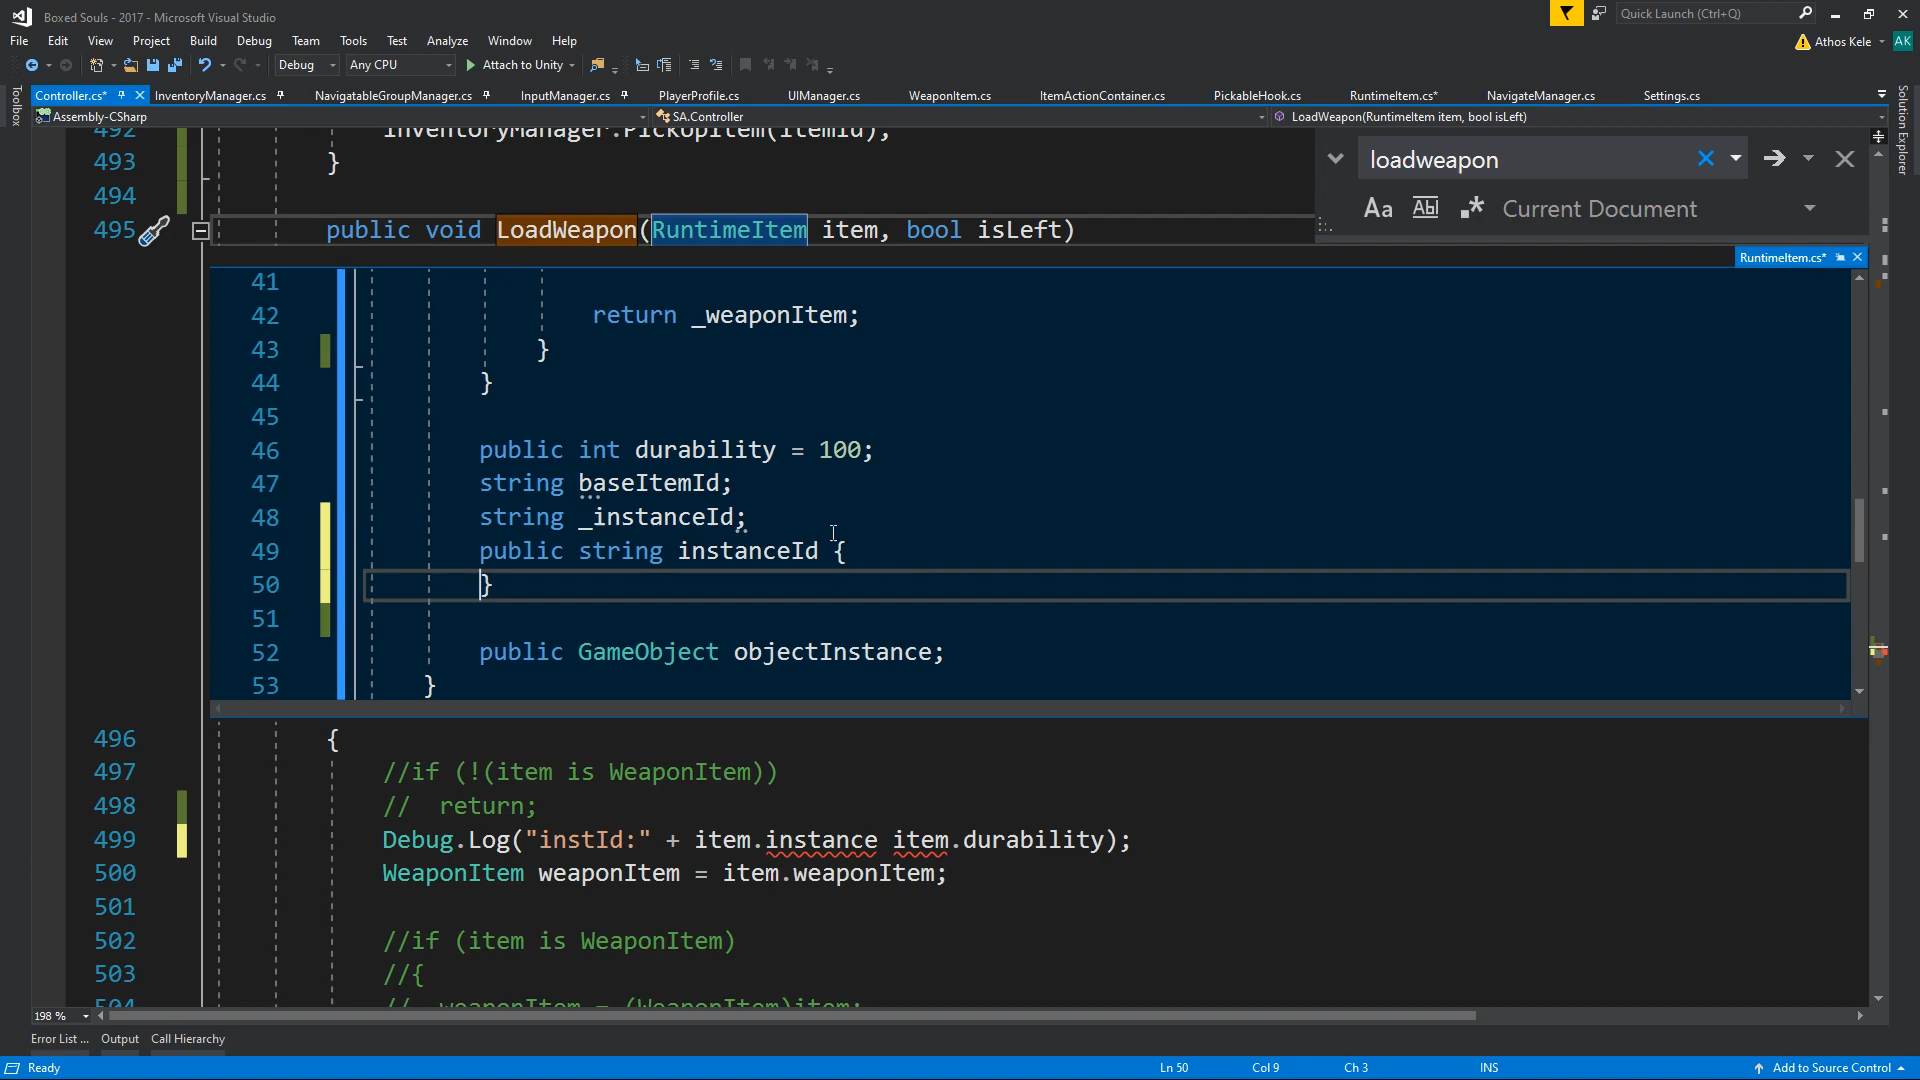 Boxed Souls - 2017 - Microsoft Visual Studio
Quick Launch (Ctrl+Q)
File Edit View Project Build Debug Team Tools Test Analyze Window Help
Athos Kele AK
Debug Any CPU Attach to Unity
Toolbox
Controller.cs* InventoryManager.cs NavigatableGroupManager.cs InputManager.cs PlayerProfile.cs UIManager.cs WeaponItem.cs ItemActionContainer.cs PickableHook.cs RuntimeItem.cs* NavigateManager.cs Settings.cs
Solution Explorer
Assembly-CSharp SA.Controller LoadWeapon(RuntimeItem item, bool isLeft)
492 inventoryManager.PickUpItem(itemId);
493 }
494
495 public void LoadWeapon(RuntimeItem item, bool isLeft)
loadweapon
Aa Abl .* Current Document
RuntimeItem.cs*
41
42 return _weaponItem;
43 }
44 }
45
46 public int durability = 100;
47 string baseItemId;
48 string _instanceId;
49 public string instanceId {
50 }
51
52 public GameObject objectInstance;
53 }
496 {
497 //if (!(item is WeaponItem))
498 // return;
499 Debug.Log("instId:" + item.instance item.durability);
500 WeaponItem weaponItem = item.weaponItem;
501
502 //if (item is WeaponItem)
503 //{
504 // weaponItem = (WeaponItem)item;
198 %
Error List ... Output Call Hierarchy
Ready Ln 50 Col 9 Ch 3 INS Add to Source Control